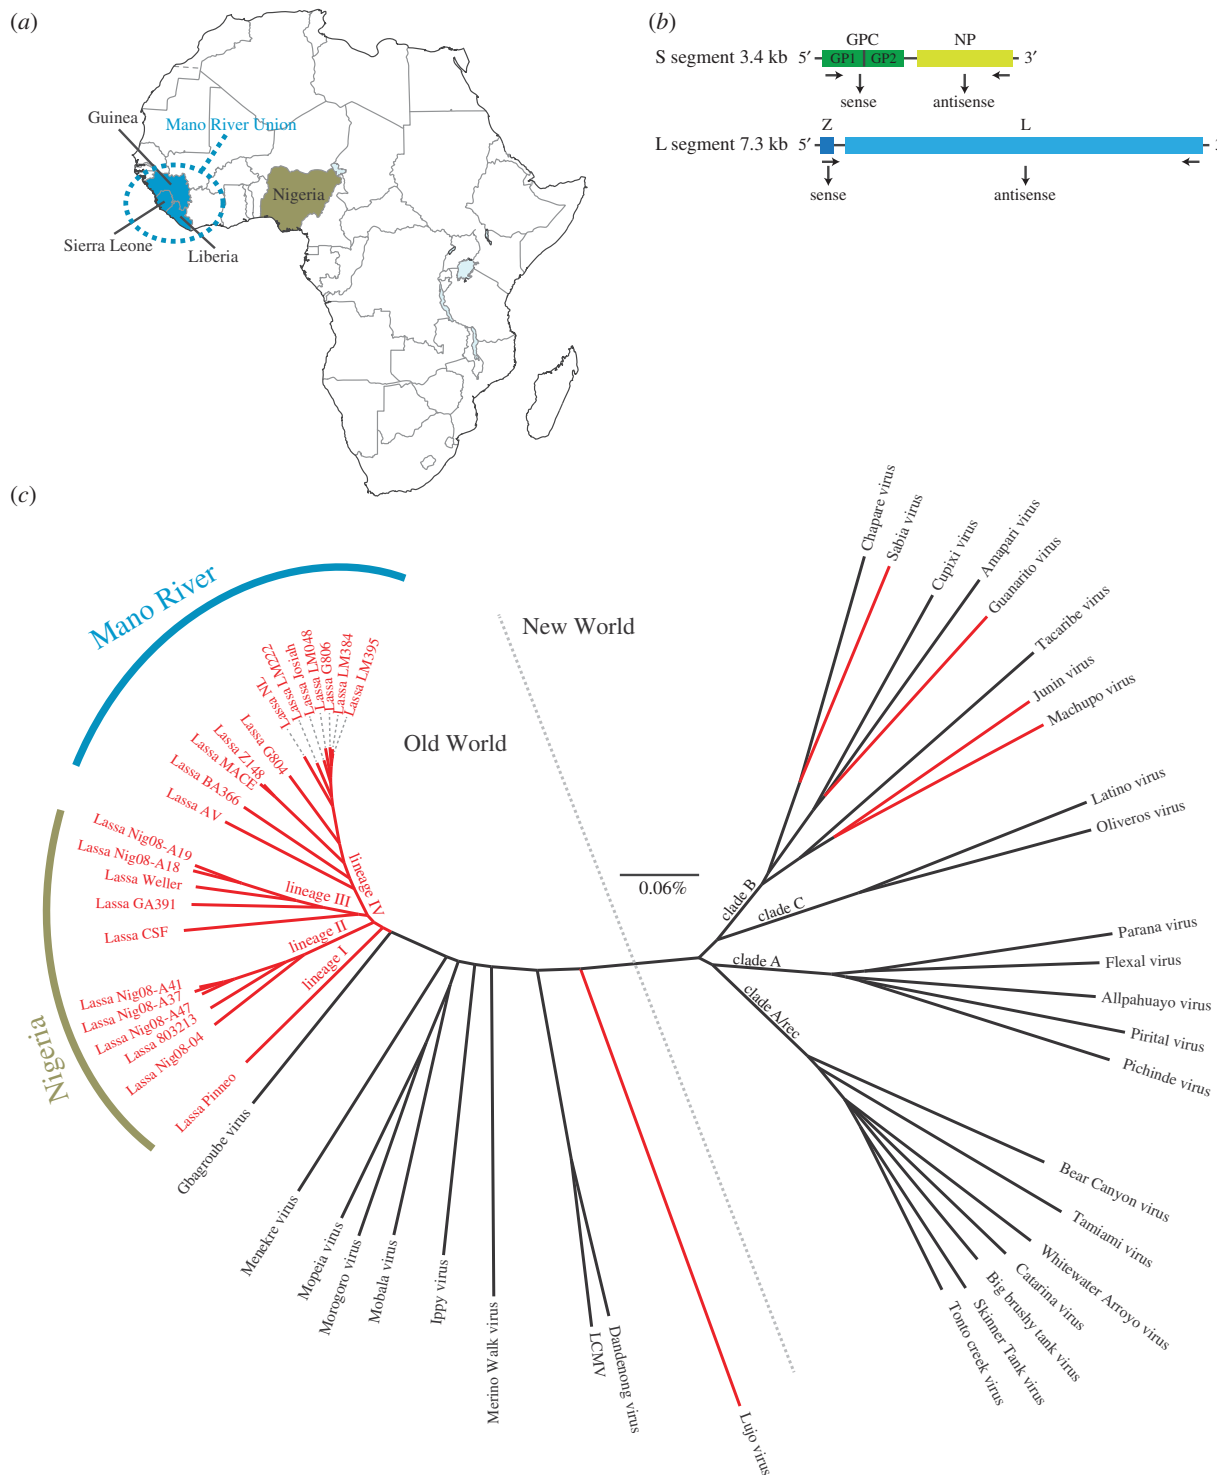 (a)
Guinea
Mano River Union
Nigeria
Sierra Leone
Liberia
(b)
GPC
NP
S segment 3.4 kb
5′
GP1
GP2
3′
sense
antisense
Z
L
L segment 7.3 kb
5′
sense
antisense
(c)
Mano River
Nigeria
New World
Old World
0.06%
Lassa NL
Lassa LM222
Lassa Josiah
Lassa LM048
Lassa G806
Lassa LM384
Lassa LM395
Lassa G804
Lassa Z148
Lassa MACE
Lassa BA366
Lassa AV
lineage IV
Lassa Nig08-A19
Lassa Nig08-A18
Lassa Weller
Lassa GA391
Lassa CSF
lineage III
lineage II
lineage I
Lassa Nig08-A41
Lassa Nig08-A37
Lassa Nig08-A47
Lassa 803213
Lassa Nig08-04
Lassa Pinneo
Gbagroube virus
Menekre virus
Mopeia virus
Morogoro virus
Mobala virus
Ippy virus
Merino Walk virus
LCMV
Dandenong virus
Lujo virus
Chapare virus
Sabia virus
Cupixi virus
Amapari virus
Guanarito virus
Tacaribe virus
Junin virus
Machupo virus
clade B
Latino virus
Oliveros virus
clade C
Parana virus
Flexal virus
Allpahuayo virus
Pirital virus
Pichinde virus
clade A
clade A/rec
Bear Canyon virus
Tamiami virus
Whitewater Arroyo virus
Catarina virus
Big brushy tank virus
Skinner Tank virus
Tonto creek virus